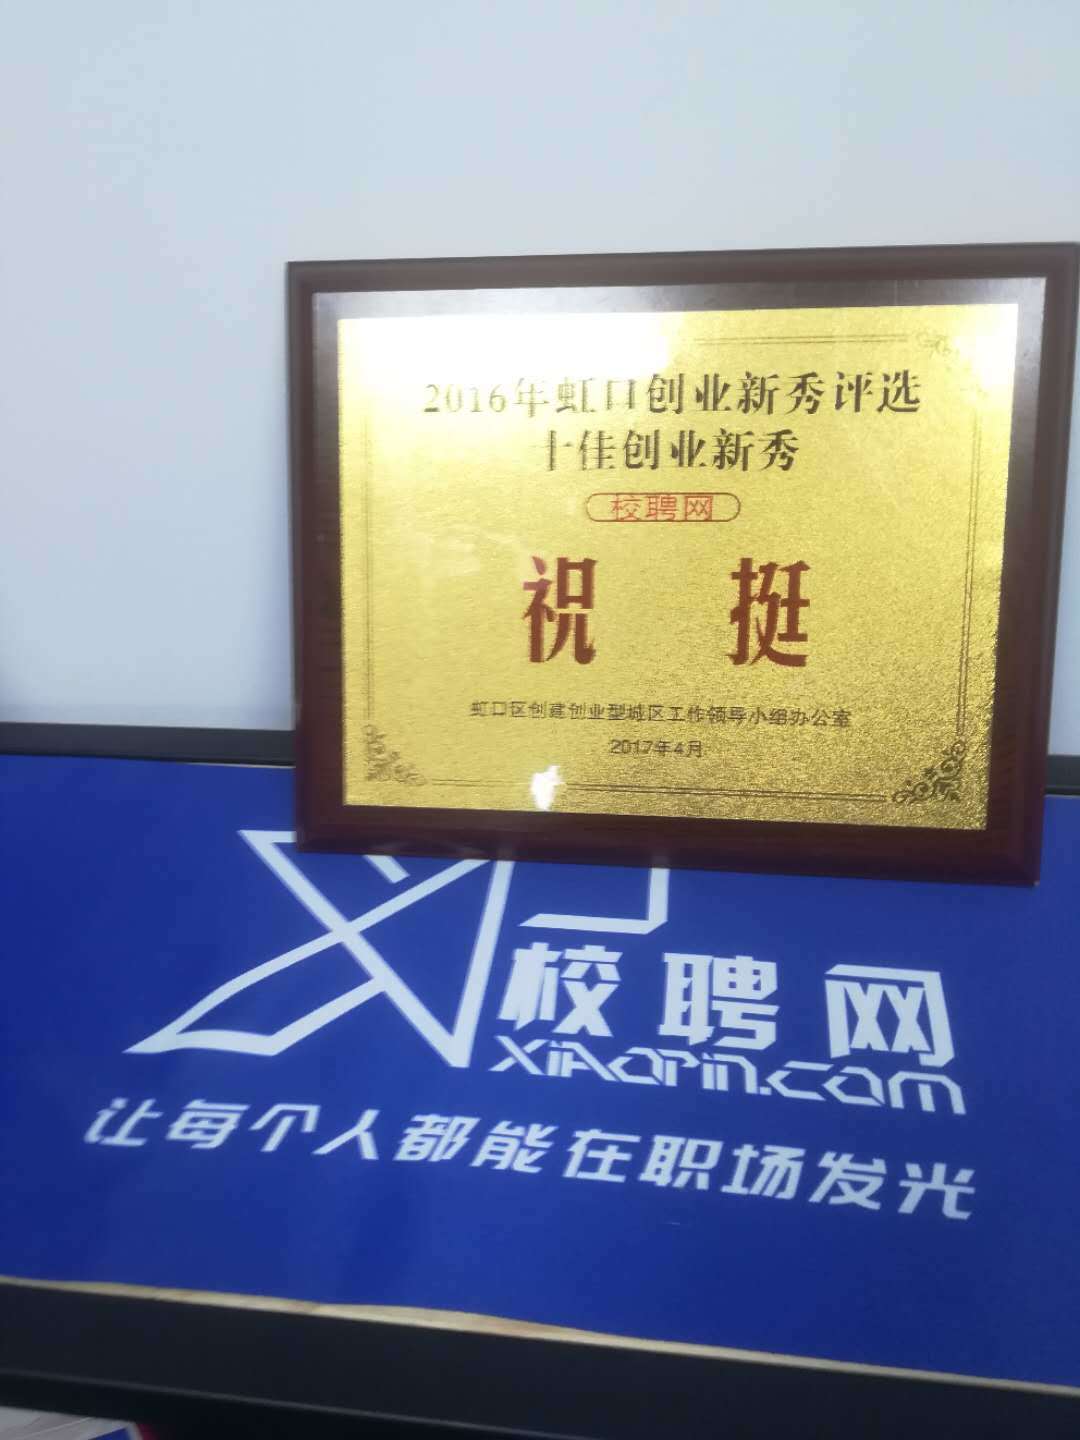 2016年虹口创业新秀评选
十佳创业新秀
校聘网
祝 挺
虹口区创建创业型城区工作领导小组办公室
2017年4月
校聘网
XiAOPiN.COM
让每个人都能在职场发光